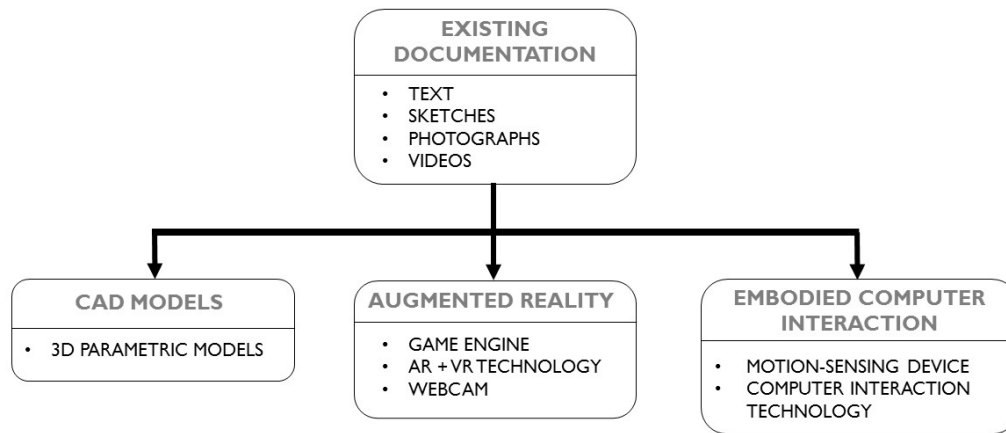 EXISTING
DOCUMENTATION
• TEXT
• SKETCHES
• PHOTOGRAPHS
• VIDEOS
CAD MODELS
• 3D PARAMETRIC MODELS
AUGMENTED REALITY
• GAME ENGINE
• AR + VR TECHNOLOGY
• WEBCAM
EMBODIED COMPUTER
INTERACTION
• MOTION-SENSING DEVICE
• COMPUTER INTERACTION
TECHNOLOGY